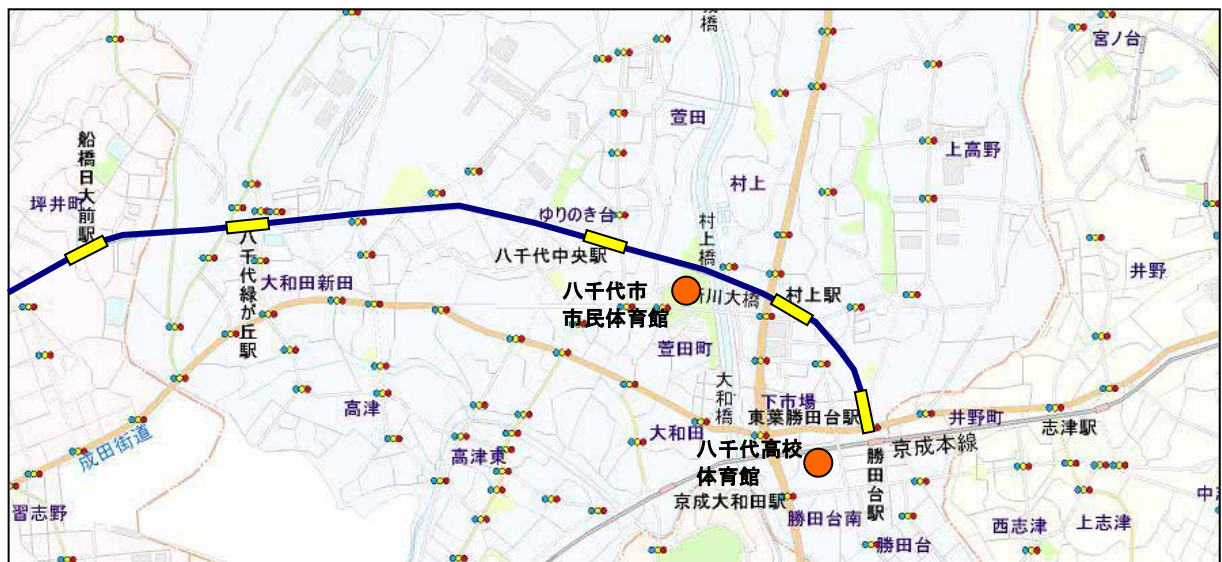 宮ノ台
萱田
上高野
船橋日大前駅
坪井町
村上
ゆりのき台
村上橋
八千代中央駅
八千代緑が丘駅
大和田新田
井野
八千代市
市民体育館
新川大橋
村上駅
萱田町
大和橋
高津
下市場
東葉勝田台駅
井野町
志津駅
大和田
成田街道
高津東
八千代高校
体育館
京成本線
勝田台駅
京成大和田駅
習志野
勝田台南
勝田台
西志津
上志津